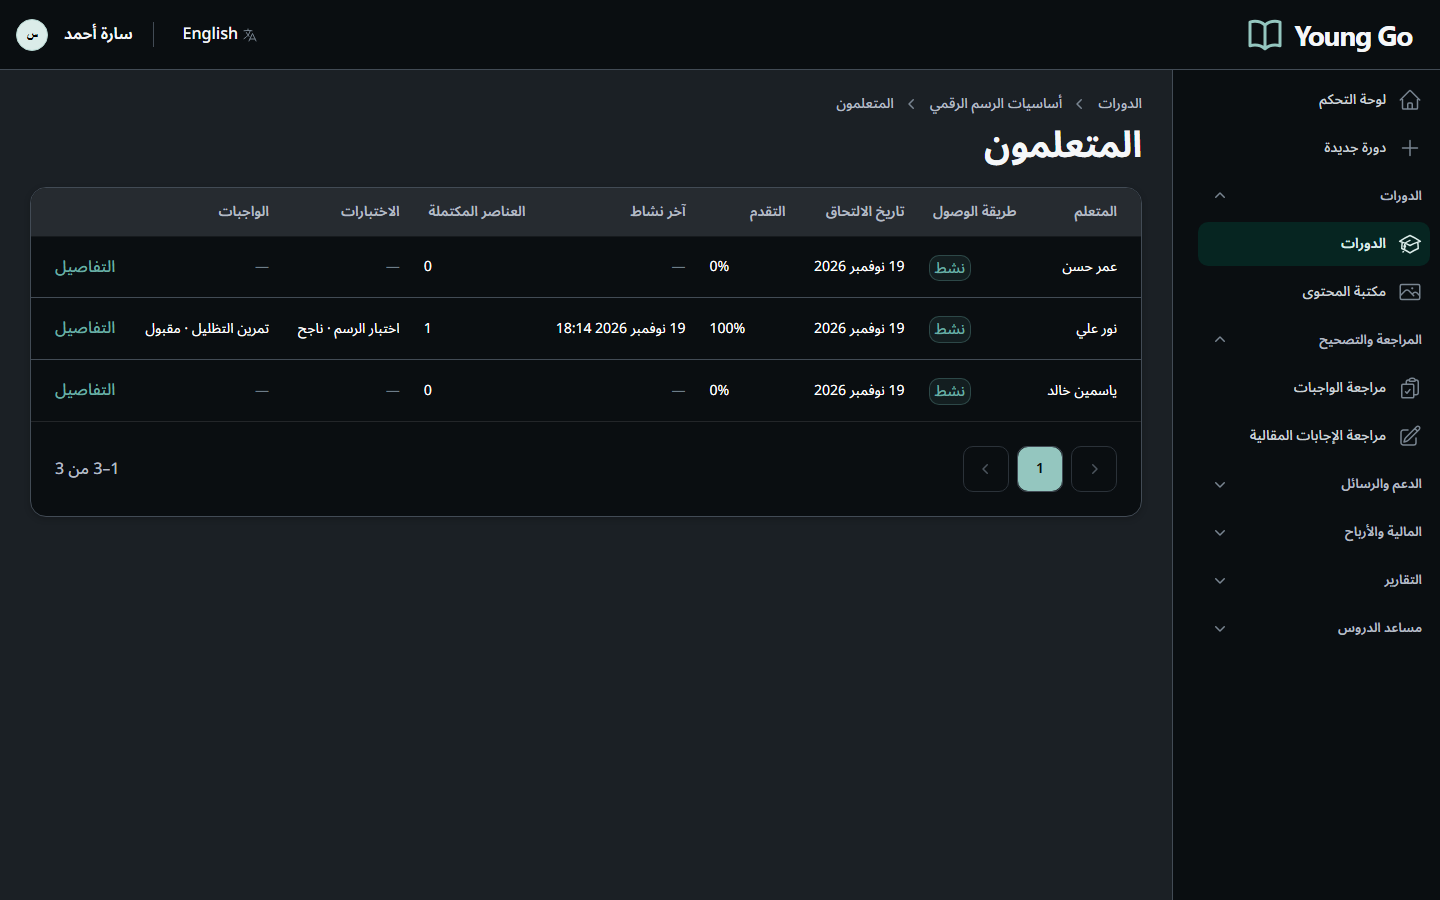 Young Go
English
سارة أحمد
س
لوحة التحكم
دورة جديدة
الدورات
الدورات
مكتبة المحتوى
المراجعة والتصحيح
مراجعة الواجبات
مراجعة الإجابات المقالية
الدعم والرسائل
المالية والأرباح
التقارير
مساعد الدروس
الدورات أساسيات الرسم الرقمي المتعلمون
المتعلمون
المتعلم طريقة الوصول تاريخ الالتحاق التقدم آخر نشاط العناصر المكتملة الاختبارات الواجبات
عمر حسن نشط 19 نوفمبر 2026 0% — 0 — — التفاصيل
نور علي نشط 19 نوفمبر 2026 100% 19 نوفمبر 2026 18:14 1 اختبار الرسم · ناجح تمرين التظليل · مقبول التفاصيل
ياسمين خالد نشط 19 نوفمبر 2026 0% — 0 — — التفاصيل
1
1–3 من 3